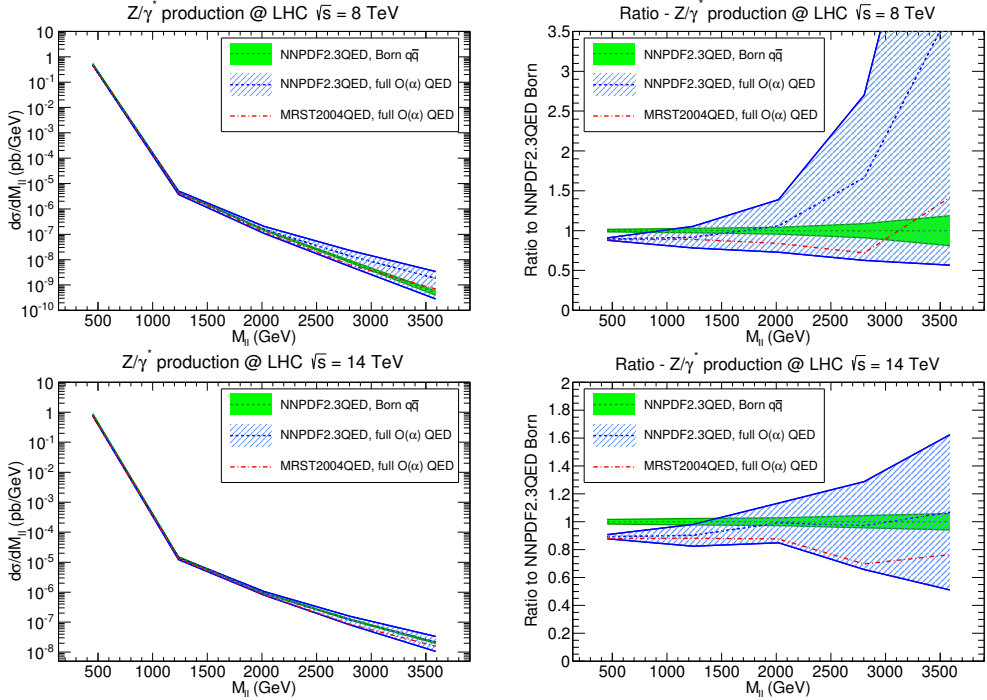 Z/γ* production @ LHC √s = 8 TeV
dσ/dM_ll (pb/GeV)
10
1
10^-1
10^-2
10^-3
10^-4
10^-5
10^-6
10^-7
10^-8
10^-9
10^-10
NNPDF2.3QED, Born qq̅
NNPDF2.3QED, full O(α) QED
MRST2004QED, full O(α) QED
500 1000 1500 2000 2500 3000 3500
M_ll (GeV)
Ratio - Z/γ* production @ LHC √s = 8 TeV
Ratio to NNPDF2.3QED Born
3.5
3
2.5
2
1.5
1
0.5
0
NNPDF2.3QED, Born qq̅
NNPDF2.3QED, full O(α) QED
MRST2004QED, full O(α) QED
500 1000 1500 2000 2500 3000 3500
M_ll (GeV)
Z/γ* production @ LHC √s = 14 TeV
dσ/dM_ll (pb/GeV)
10
1
10^-1
10^-2
10^-3
10^-4
10^-5
10^-6
10^-7
10^-8
NNPDF2.3QED, Born qq̅
NNPDF2.3QED, full O(α) QED
MRST2004QED, full O(α) QED
500 1000 1500 2000 2500 3000 3500
M_ll (GeV)
Ratio - Z/γ* production @ LHC √s = 14 TeV
Ratio to NNPDF2.3QED Born
2
1.8
1.6
1.4
1.2
1
0.8
0.6
0.4
0.2
0
NNPDF2.3QED, Born qq̅
NNPDF2.3QED, full O(α) QED
MRST2004QED, full O(α) QED
500 1000 1500 2000 2500 3000 3500
M_ll (GeV)